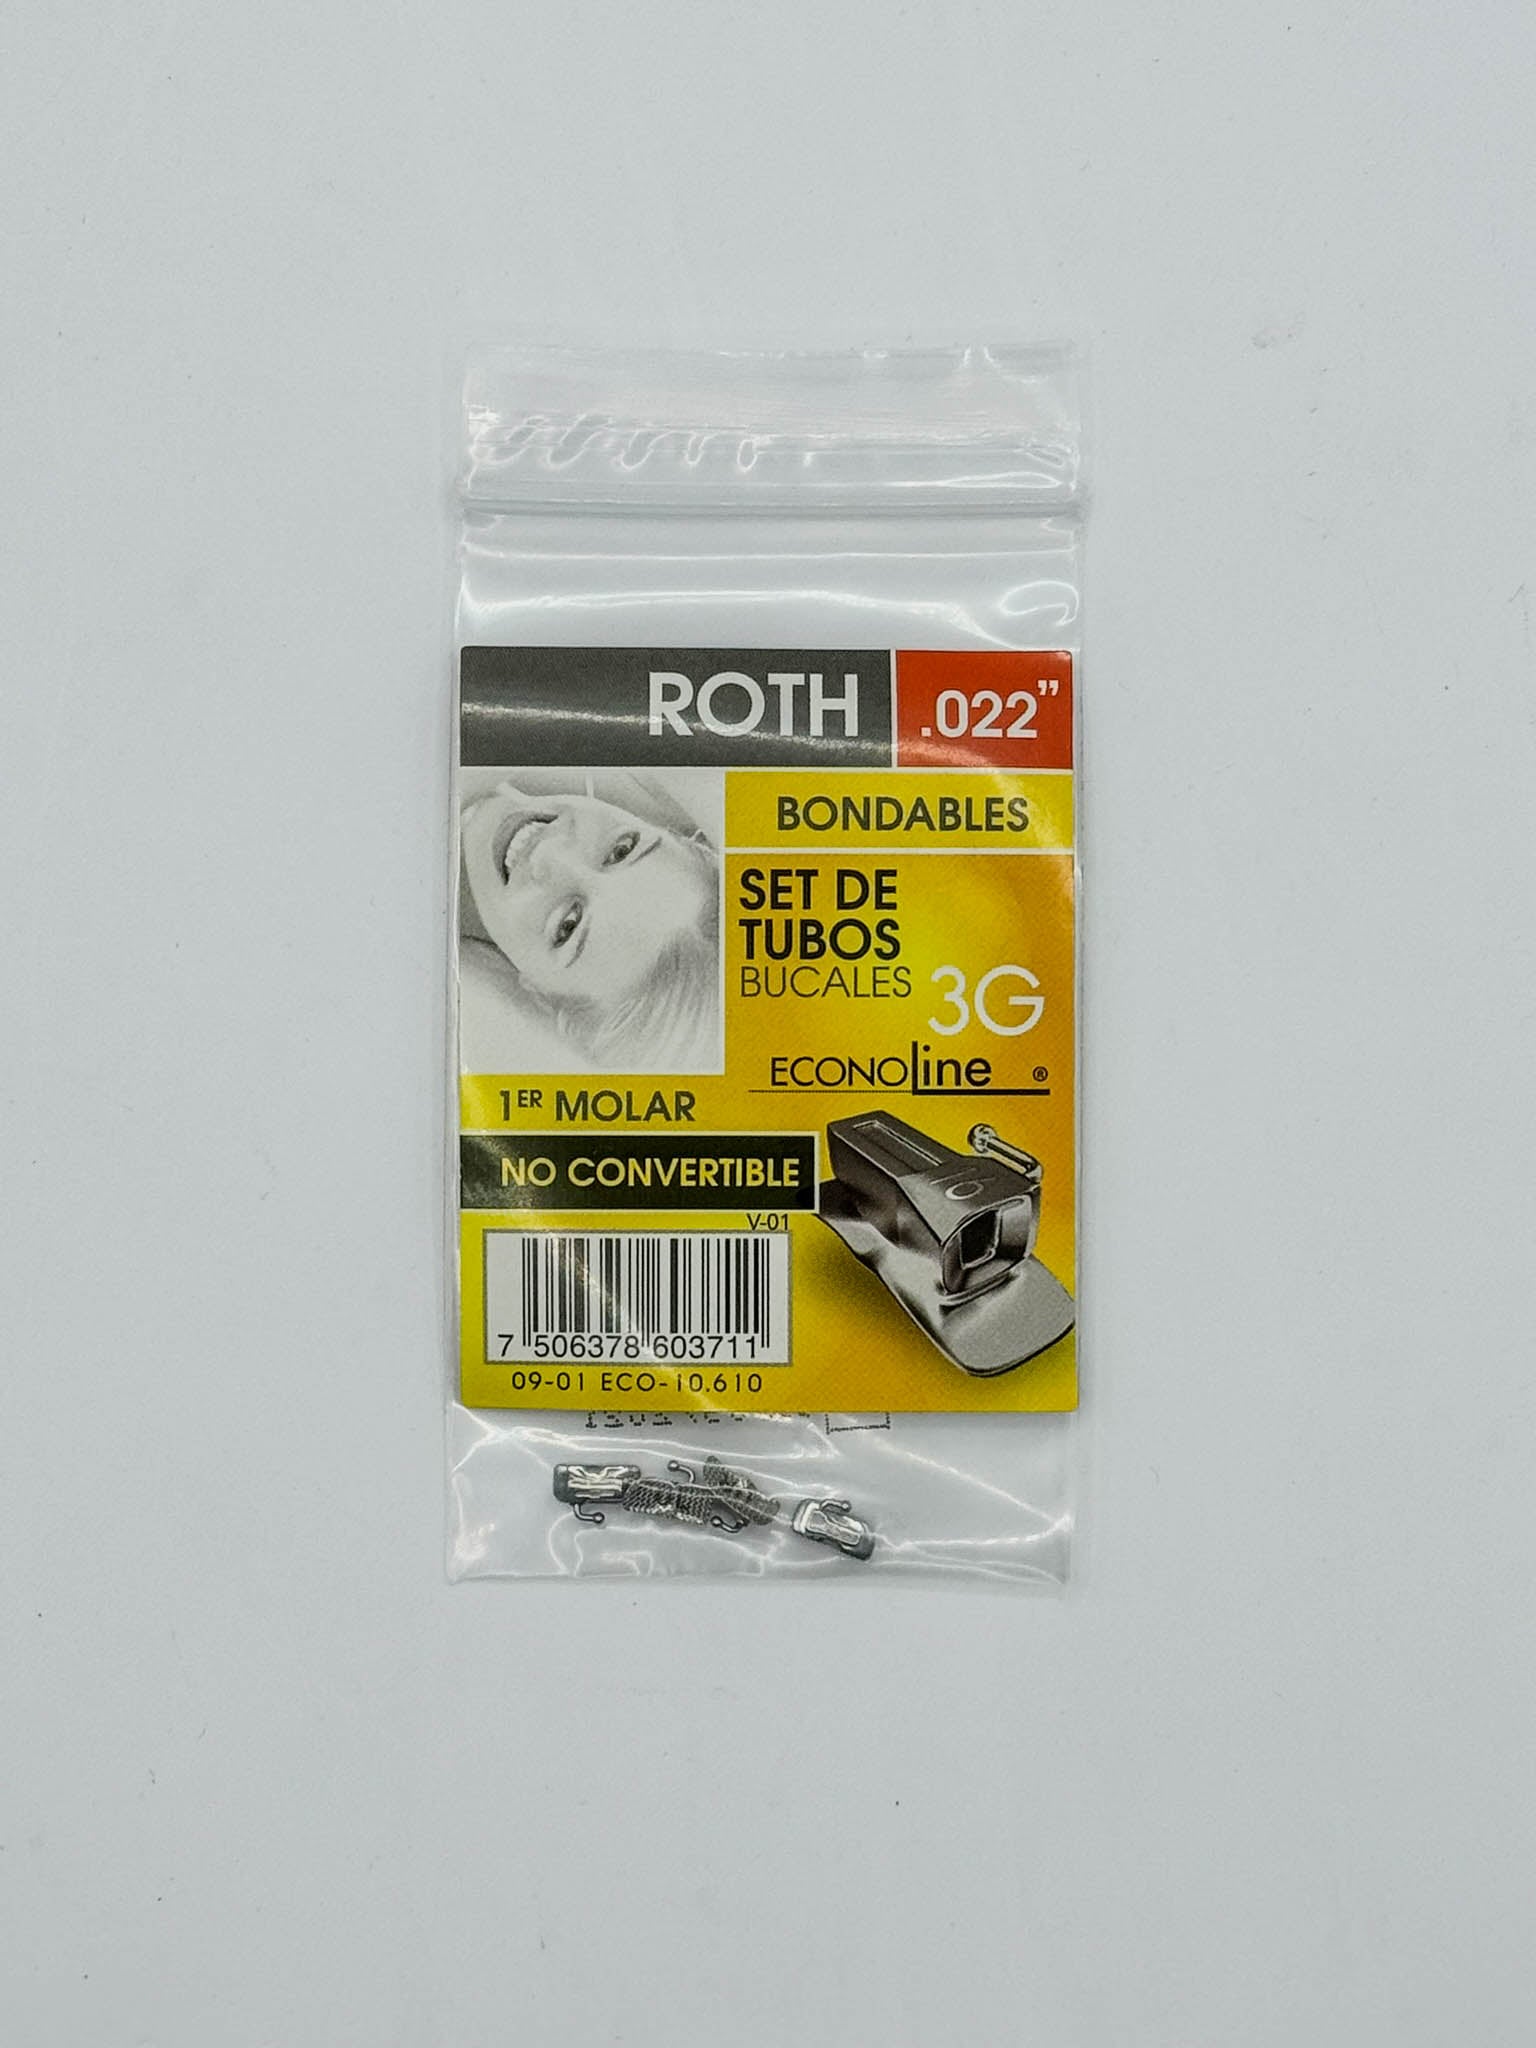 ROTH
.022”
BONDABLES
SET DE
TUBOS
BUCALES 3G
ECONOLine ®
1ER MOLAR
NO CONVERTIBLE
V-01
16
7 506378 603711
09-01 ECO-10.610